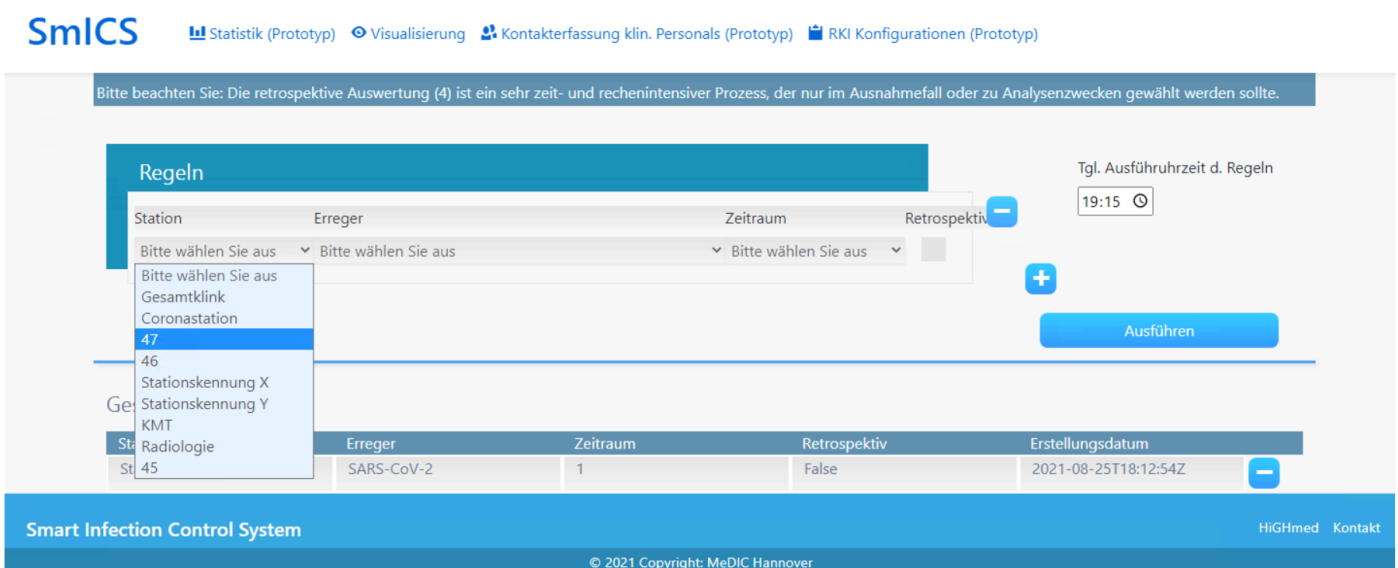 SmICS
Statistik (Prototyp) Visualisierung Kontakterfassung klin. Personals (Prototyp) RKI Konfigurationen (Prototyp)
Bitte beachten Sie: Die retrospektive Auswertung (4) ist ein sehr zeit- und rechenintensiver Prozess, der nur im Ausnahmefall oder zu Analysenzwecken gewählt werden sollte.
Regeln
Tgl. Ausführuhrzeit d. Regeln
19:15
Station Erreger Zeitraum Retrospektiv
Bitte wählen Sie aus Bitte wählen Sie aus Bitte wählen Sie aus
Bitte wählen Sie aus
Gesamtklink
Coronastation
47
46
Stationskennung X
Stationskennung Y
KMT
Radiologie
45
Ausführen
Erreger Zeitraum Retrospektiv Erstellungsdatum
SARS-CoV-2 1 False 2021-08-25T18:12:54Z
Smart Infection Control System
HiGHmed Kontakt
© 2021 Copyright: MeDIC Hannover